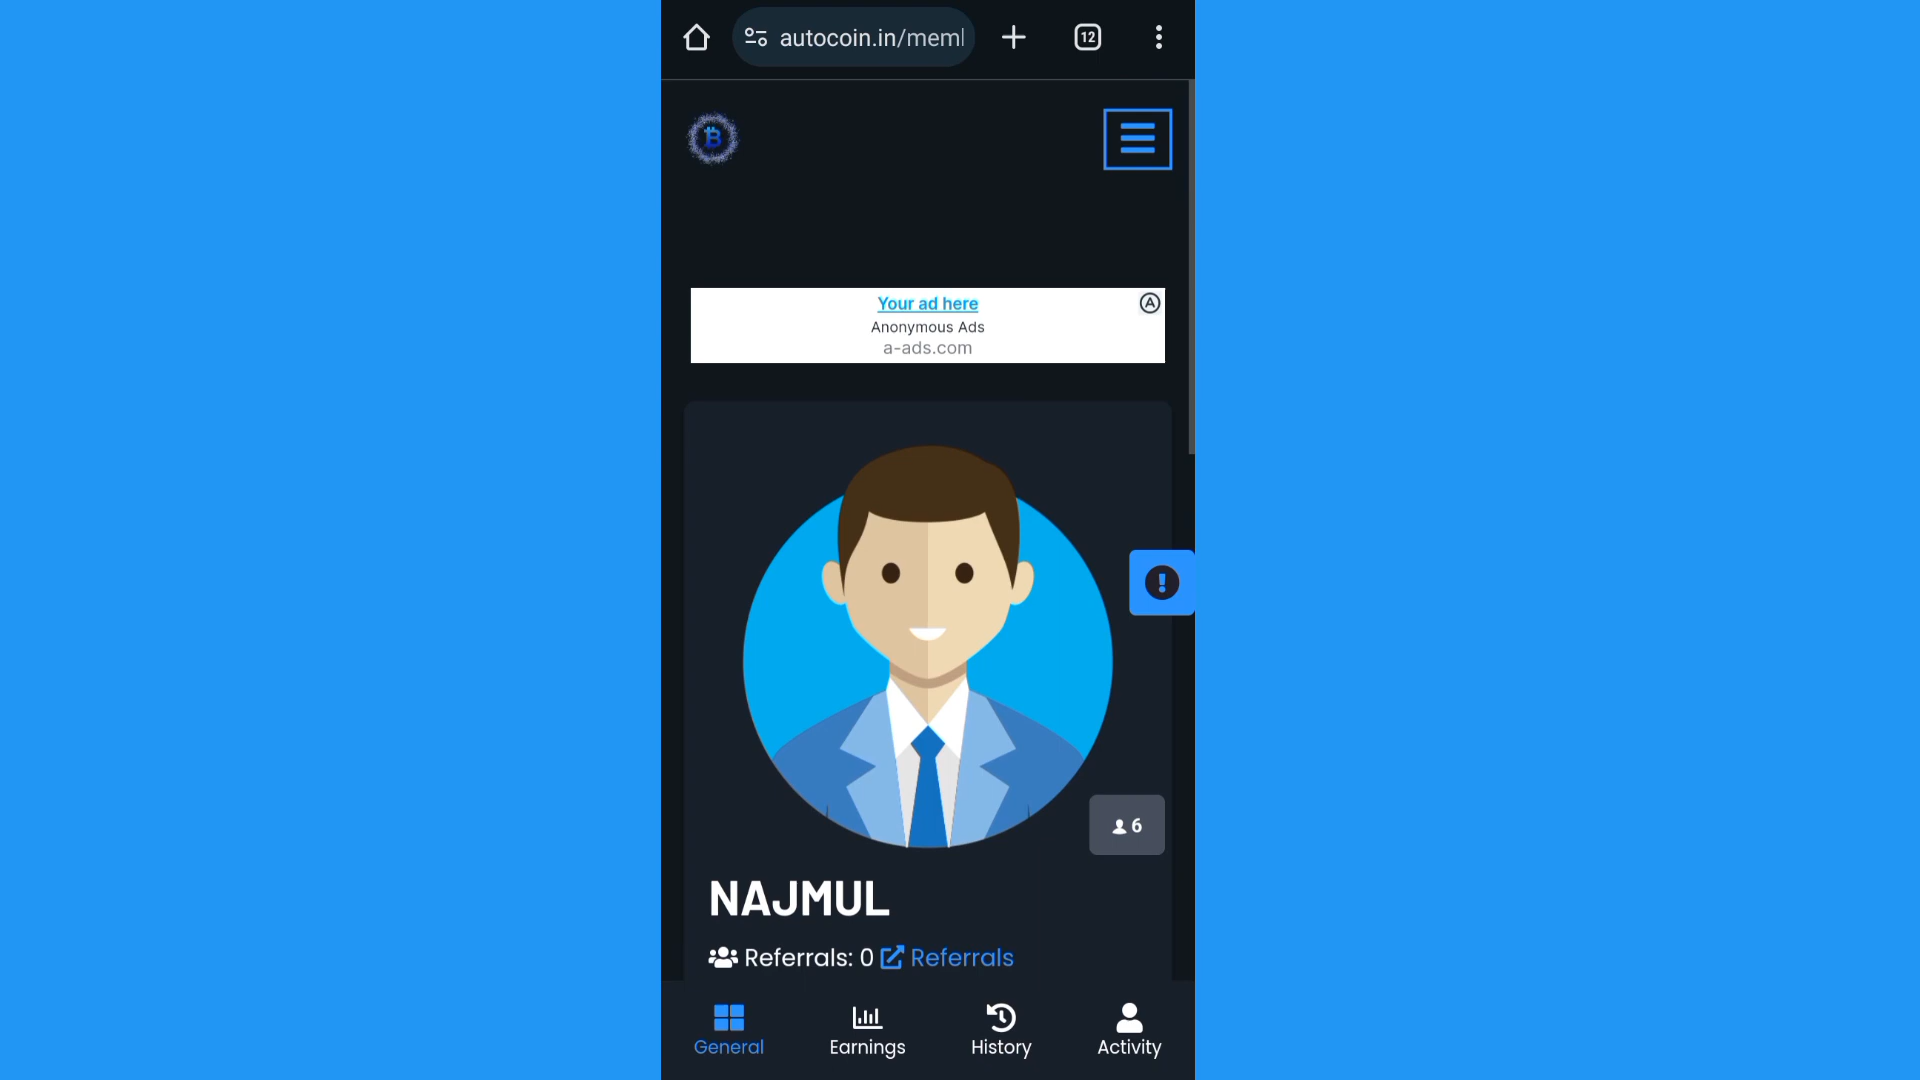 autocoin.in/meml
12
Your ad here
Anonymous Ads
a-ads.com
6
NAJMUL
Referrals: 0 Referrals
General Earnings History Activity